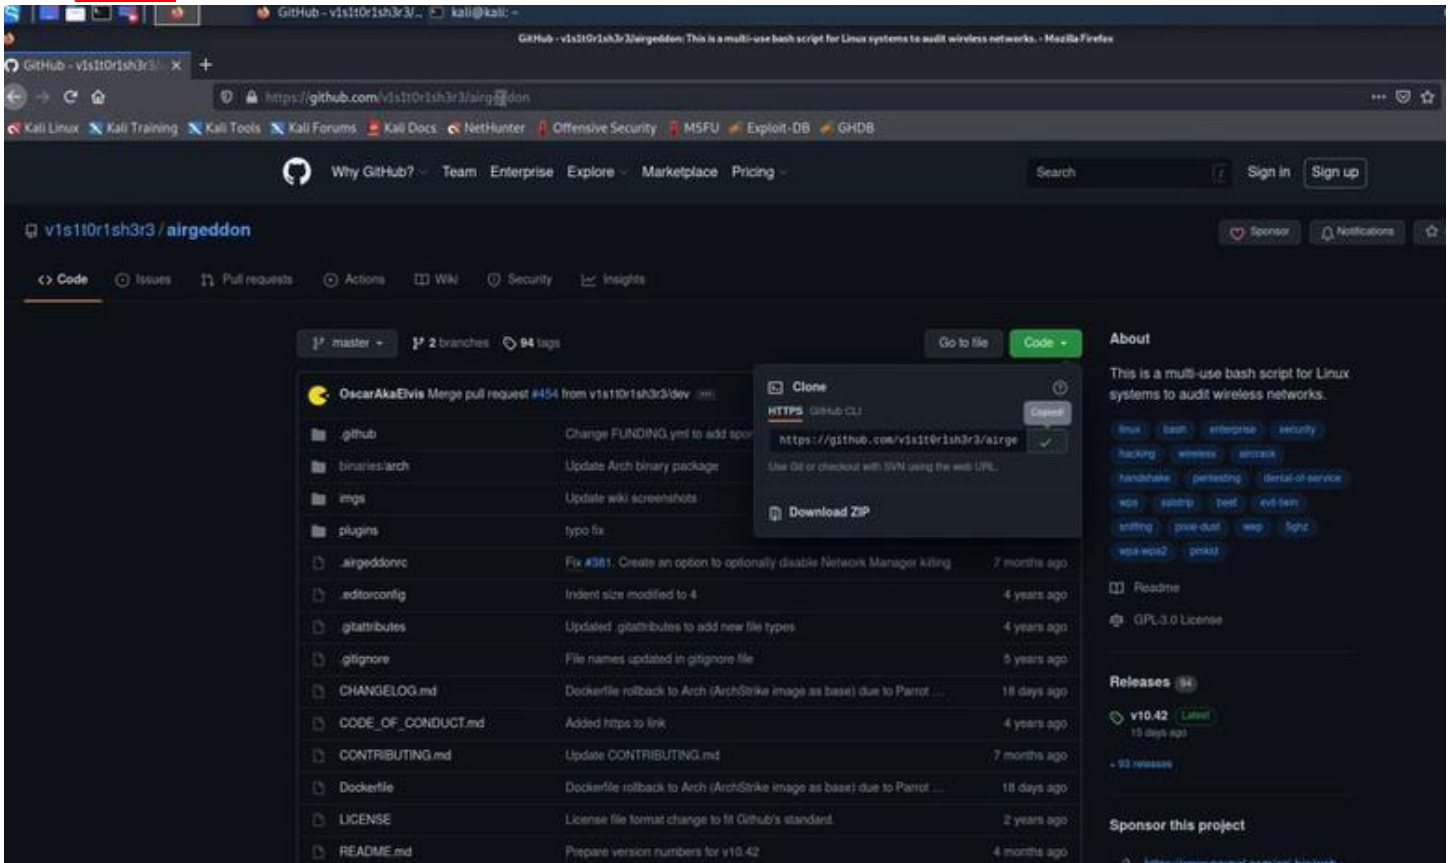 GitHub - v1s1t0r1sh3r3/... kali@kali: ~
GitHub - v1s1t0r1sh3r3/airgeddon: This is a multi-use bash script for Linux systems to audit wireless networks. - Mozilla Firefox
GitHub - v1s1t0r1sh3r3/
https://github.com/v1s1t0r1sh3r3/airgeddon
Kali Linux Kali Training Kali Tools Kali Forums Kali Docs NetHunter Offensive Security MSFU Exploit-DB GHDB
Why GitHub? Team Enterprise Explore Marketplace Pricing Search / Sign in Sign up
v1s1t0r1sh3r3 / airgeddon Sponsor Notifications
<> Code Issues Pull requests Actions Wiki Security Insights
master 2 branches 94 tags Go to file Code
OscarAkaElvis Merge pull request #454 from v1s1t0r1sh3r3/dev ...
.github Change FUNDING.yml to add spor
binaries/arch Update Arch binary package
imgs Update wiki screenshots
plugins typo fix
.airgeddonrc Fix #381. Create an option to optionally disable Network Manager killing 7 months ago
.editorconfig Indent size modified to 4 4 years ago
.gitattributes Updated .gitattributes to add new file types 4 years ago
.gitignore File names updated in gitignore file 5 years ago
CHANGELOG.md Dockerfile rollback to Arch (ArchStrike image as base) due to Parrot ... 18 days ago
CODE_OF_CONDUCT.md Added https to link 4 years ago
CONTRIBUTING.md Update CONTRIBUTING.md 7 months ago
Dockerfile Dockerfile rollback to Arch (ArchStrike image as base) due to Parrot ... 18 days ago
LICENSE License file format change to fit Github's standard. 2 years ago
README.md Prepare version numbers for v10.42 4 months ago
Clone
HTTPS GitHub CLI Copied!
https://github.com/v1s1t0r1sh3r3/airge
Use Git or checkout with SVN using the web URL.
Download ZIP
About
This is a multi-use bash script for Linux
systems to audit wireless networks.
linux bash enterprise security
hacking wireless aircrack
handshake pentesting denial-of-service
wps sslstrip beef evil-twin
sniffing pixie-dust wep 5ghz
wpa-wpa2 pmkid
Readme
GPL-3.0 License
Releases 94
v10.42 Latest
15 days ago
+ 93 releases
Sponsor this project